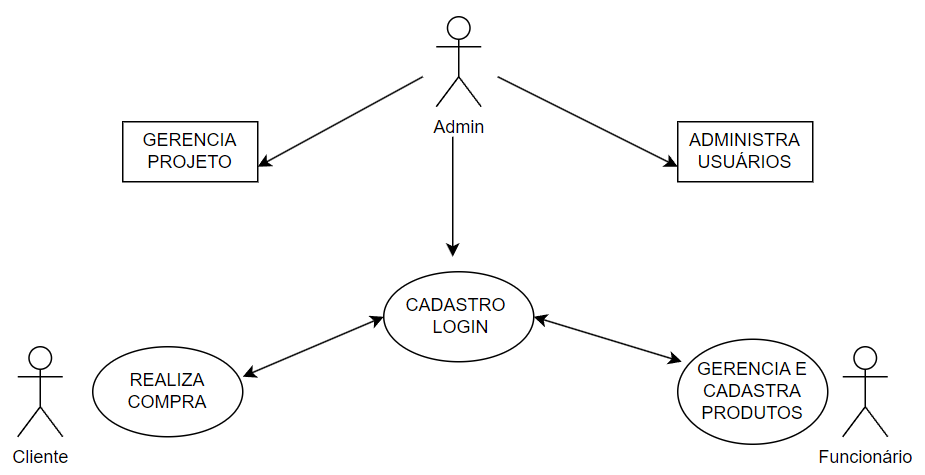 Admin
GERENCIA
PROJETO
ADMINISTRA
USUÁRIOS
CADASTRO
LOGIN
REALIZA
COMPRA
GERENCIA E
CADASTRA
PRODUTOS
Cliente
Funcionário